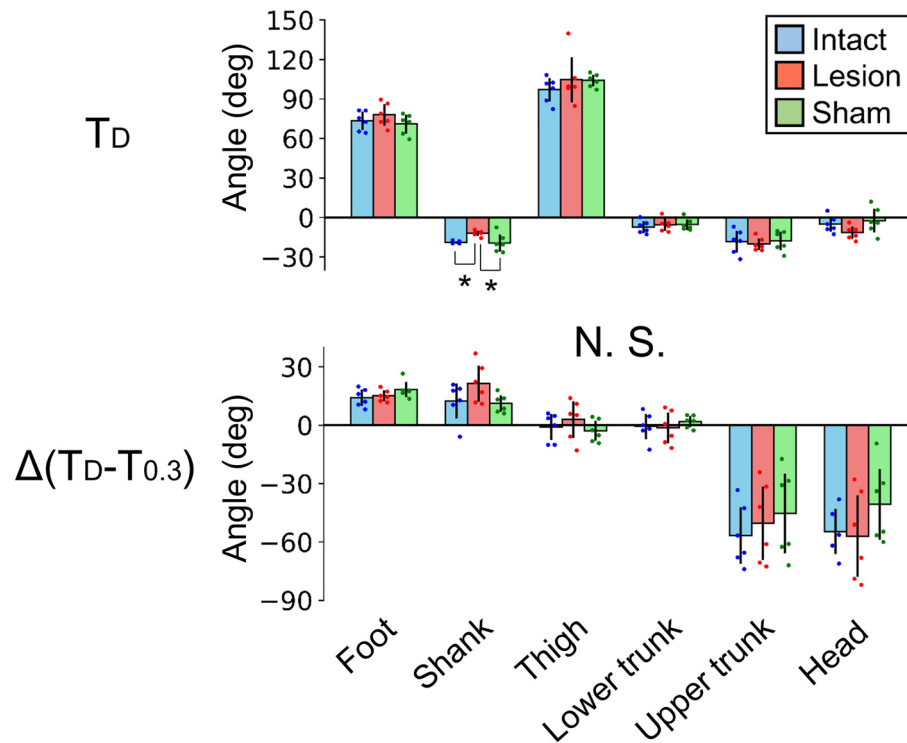 TD
Angle (deg)
150
120
90
60
30
0
−30
Intact
Lesion
Sham
*
*
N. S.
Δ(TD-T0.3)
Angle (deg)
30
0
−30
−60
−90
Foot
Shank
Thigh
Lower trunk
Upper trunk
Head